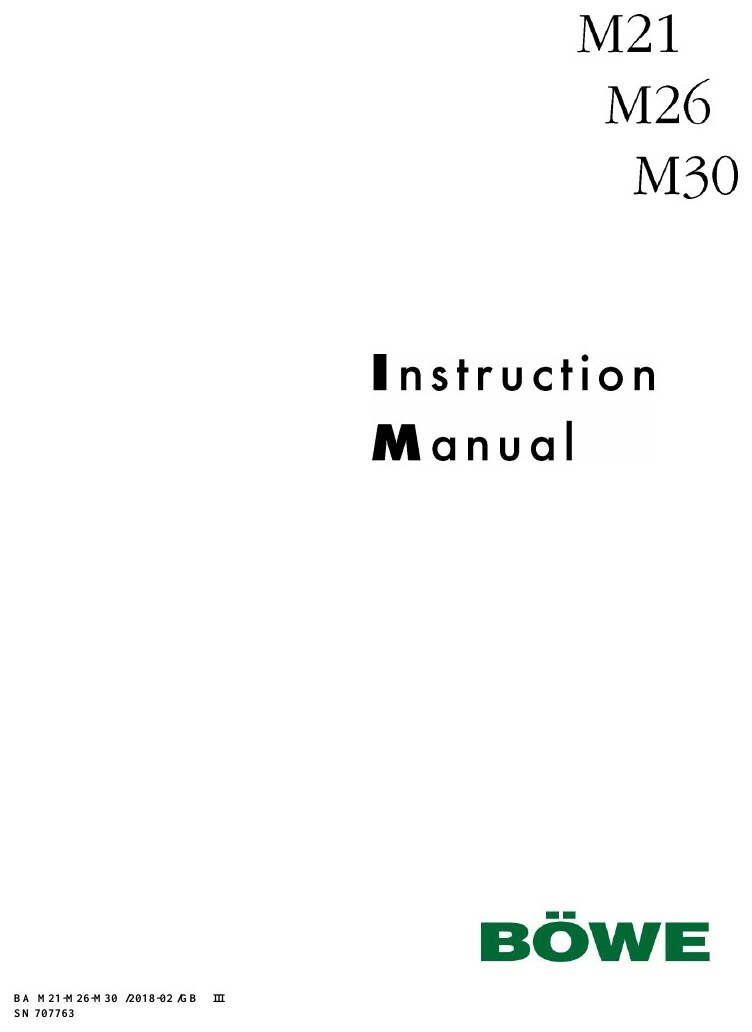 M21
M26
M30
Instruction
Manual
BÖWE
BA M21-M26-M30 /2018-02/GB III
SN 707763